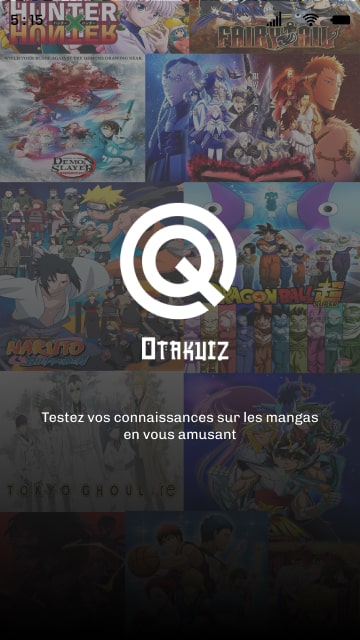 HUNTER
HUNTER
5:15
FAIRY TAIL
DEMON
SLAYER
NARUTO
DRAGON BALL
SUPER
OTAKUIZ
Testez vos connaissances sur les mangas
en vous amusant
TOKYO GHOUL:re